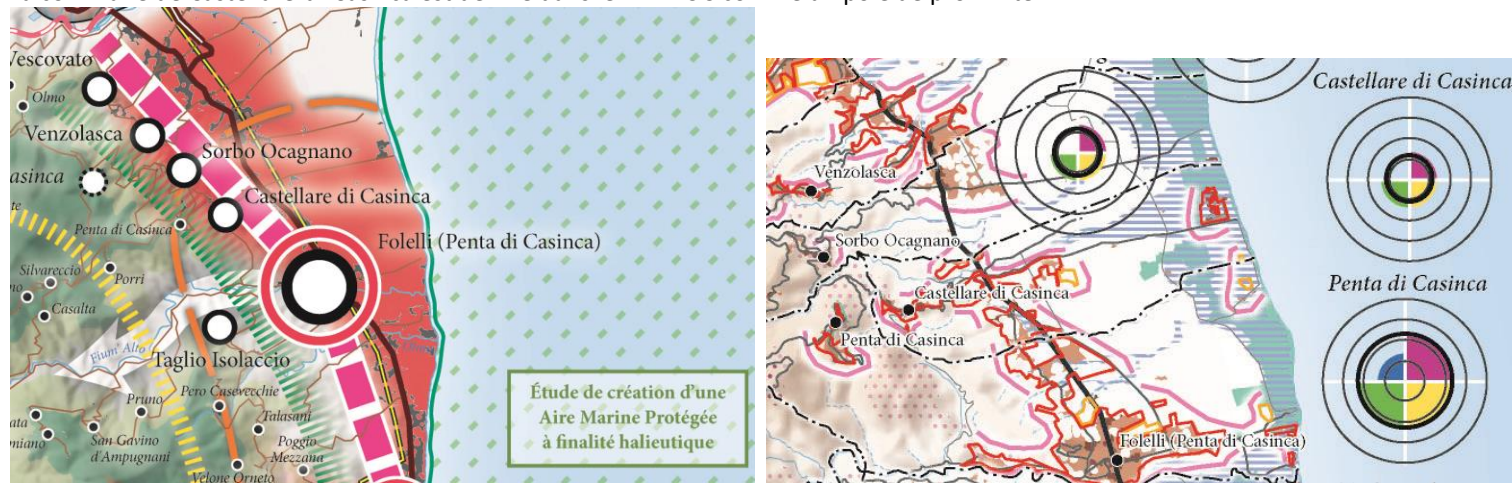 Vescovato
Olmo
Venzolasca
Sorbo Ocagnano
Castellare di Casinca
Penta di Casinca
Folelli (Penta di Casinca)
Silvareccio
Porri
Casalta
Taglio Isolaccio
Fium' Alto
Pero Casevecchie
Pruno
Talasani
San Gavino
d'Ampugnani
Poggio
Mezzana
Velone Orneto
Étude de création d'une
Aire Marine Protégée
à finalité halieutique
Castellare di Casinca
Venzolasca
Sorbo Ocagnano
Castellare di Casinca
Penta di Casinca
Penta di Casinca
Folelli (Penta di Casinca)